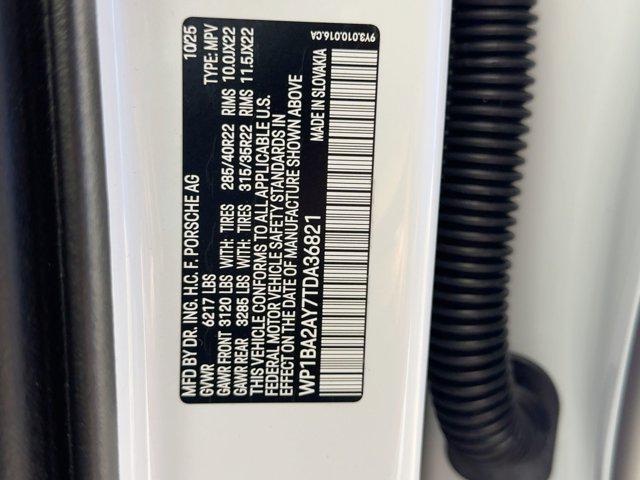 MFD BY DR. ING. H.C. F. PORSCHE AG 10/25
GVWR 6217 LBS TYPE: MPV
GAWR FRONT 3120 LBS WITH: TIRES 285/40R22 RIMS 10.0JX22
GAWR REAR 3285 LBS WITH: TIRES 315/35R22 RIMS 11.5JX22
THIS VEHICLE CONFORMS TO ALL APPLICABLE U.S.
FEDERAL MOTOR VEHICLE SAFETY STANDARDS IN
EFFECT ON THE DATE OF MANUFACTURE SHOWN ABOVE
WP1BA2AY7TDA36821 MADE IN SLOVAKIA
9Y3.010.016.CA